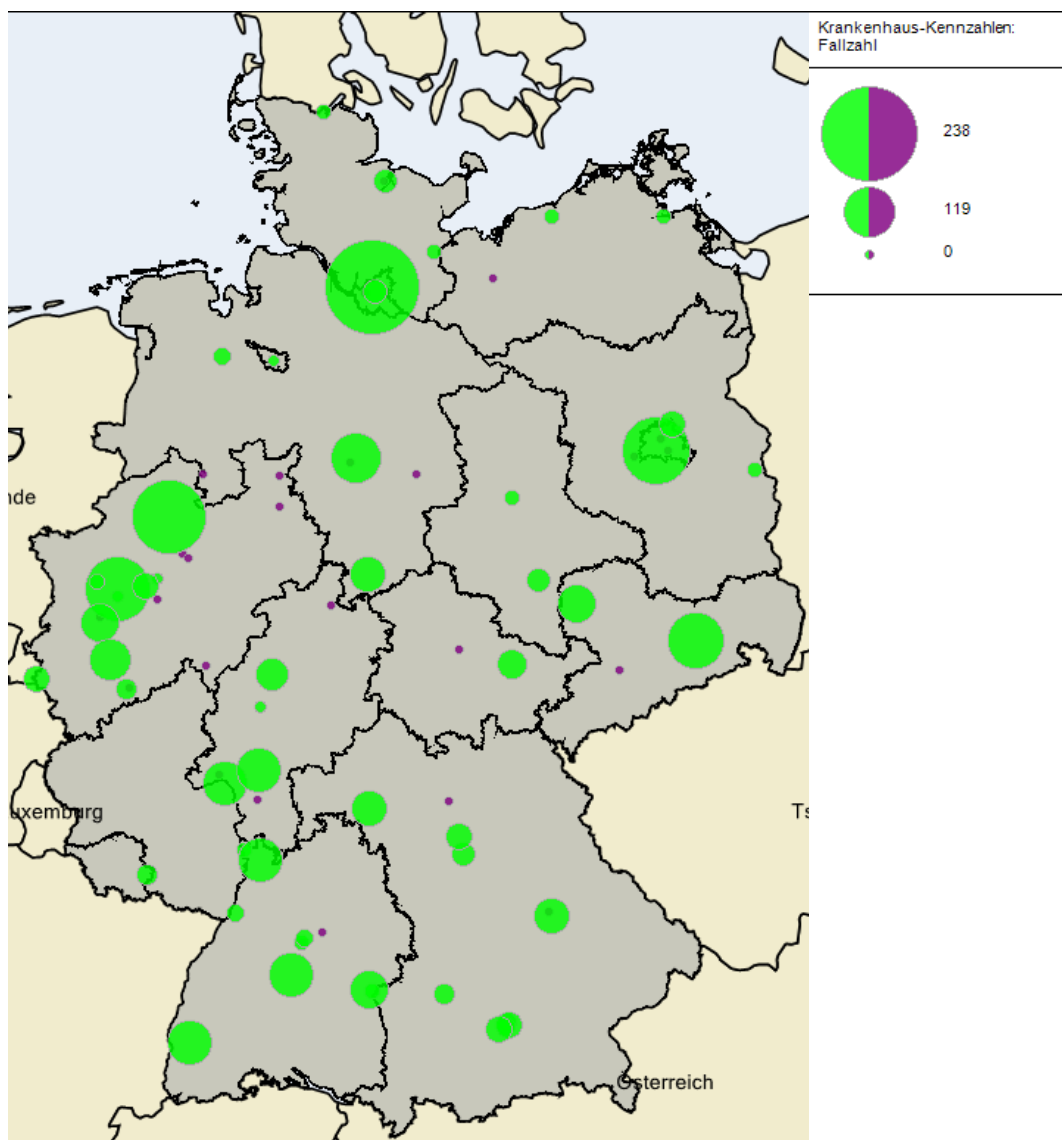 Krankenhaus-Kennzahlen:
Fallzahl
238
119
0
nde
uxemburg
Ts
Österreich